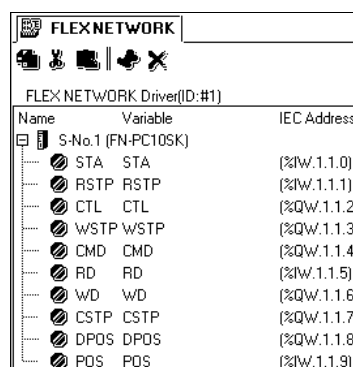 FLEX NETWORK
FLEX NETWORK Driver(ID:#1)
Name Variable IEC Address
S-No.1 (FN-PC10SK)
STA STA (%IW.1.1.0)
RSTP RSTP (%IW.1.1.1)
CTL CTL (%QW.1.1.2
WSTP WSTP (%QW.1.1.3
CMD CMD (%QW.1.1.4
RD RD (%IW.1.1.5)
WD WD (%QW.1.1.6
CSTP CSTP (%QW.1.1.7
DPOS DPOS (%QW.1.1.8
POS POS (%IW.1.1.9)